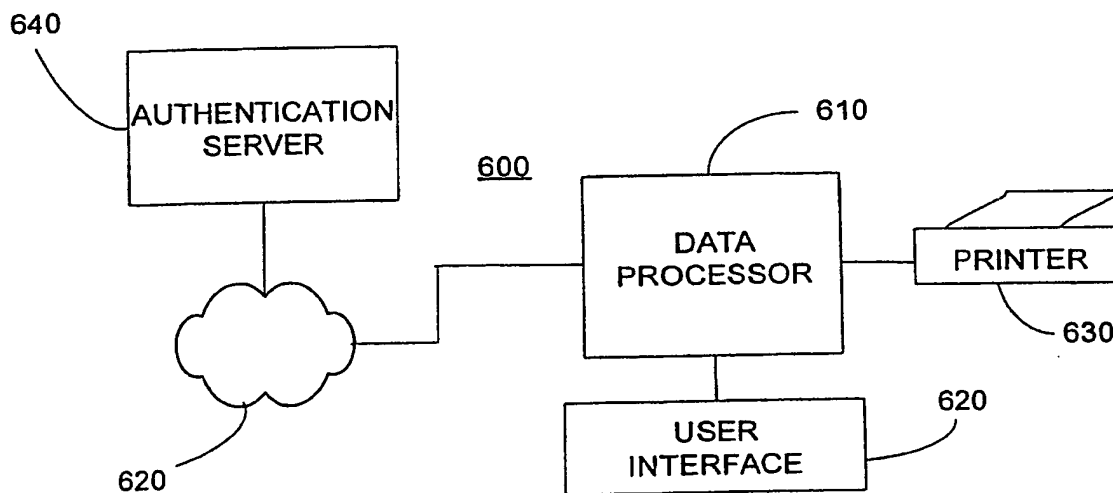 640
AUTHENTICATION
SERVER
600
610
DATA
PROCESSOR
PRINTER
630
620
USER
INTERFACE
620